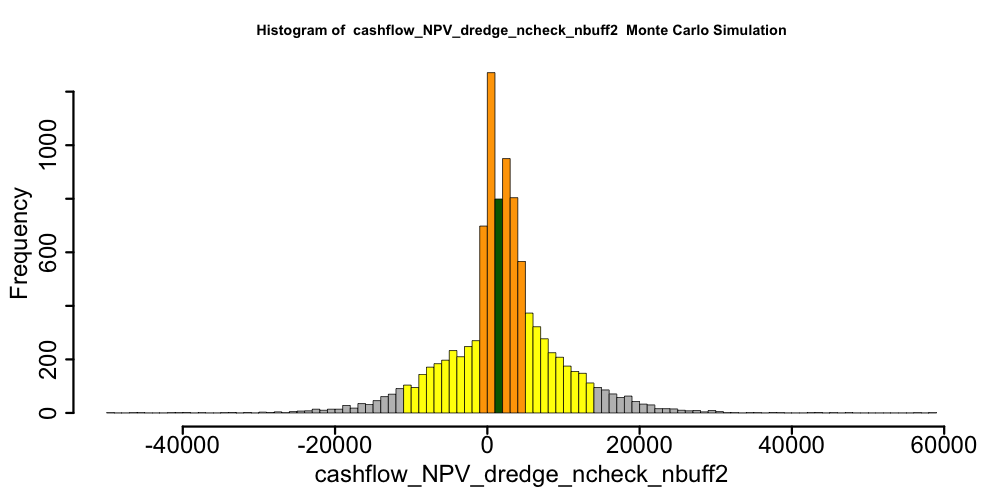 Histogram of  cashflow_NPV_dredge_ncheck_nbuff2  Monte Carlo Simulation
Frequency
1000
600
200
0
-40000 -20000 0 20000 40000 60000
cashflow_NPV_dredge_ncheck_nbuff2